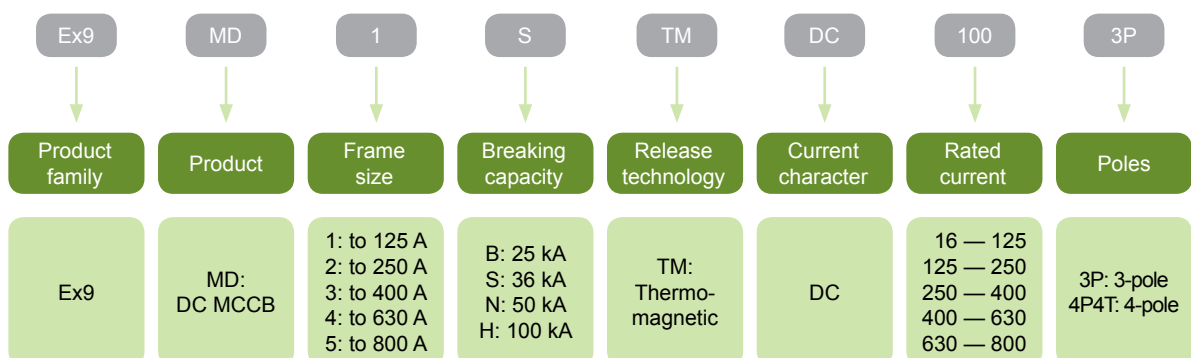 Ex9 MD 1 S TM DC 100 3P
Product family
Product
Frame size
Breaking capacity
Release technology
Current character
Rated current
Poles
Ex9
MD:
DC MCCB
1: to 125 A
2: to 250 A
3: to 400 A
4: to 630 A
5: to 800 A
B: 25 kA
S: 36 kA
N: 50 kA
H: 100 kA
TM:
Thermo-
magnetic
DC
16 — 125
125 — 250
250 — 400
400 — 630
630 — 800
3P: 3-pole
4P4T: 4-pole